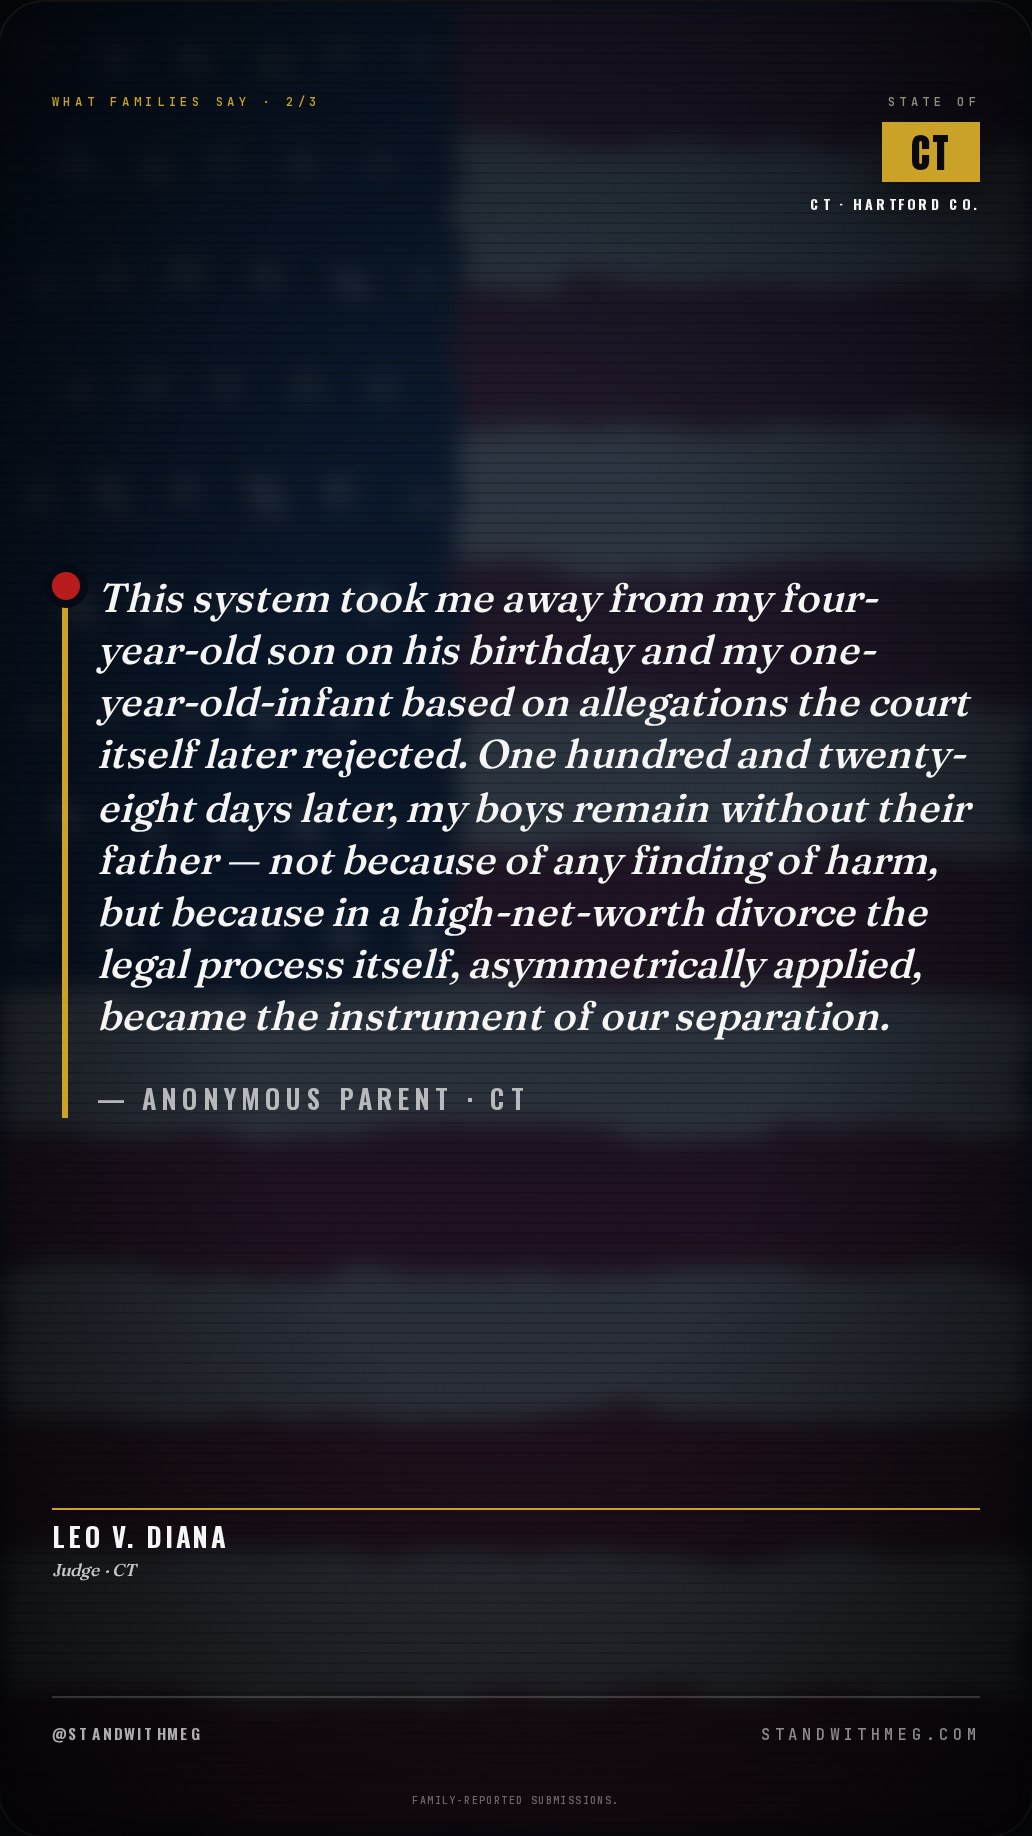 WHAT FAMILIES SAY · 2/3
STATE OF
CT
CT · HARTFORD CO.
This system took me away from my four-
year-old son on his birthday and my one-
year-old-infant based on allegations the court
itself later rejected. One hundred and twenty-
eight days later, my boys remain without their
father — not because of any finding of harm,
but because in a high-net-worth divorce the
legal process itself, asymmetrically applied,
became the instrument of our separation.
— ANONYMOUS PARENT · CT
LEO V. DIANA
Judge · CT
@STANDWITHMEG
STANDWITHMEG.COM
FAMILY-REPORTED SUBMISSIONS.